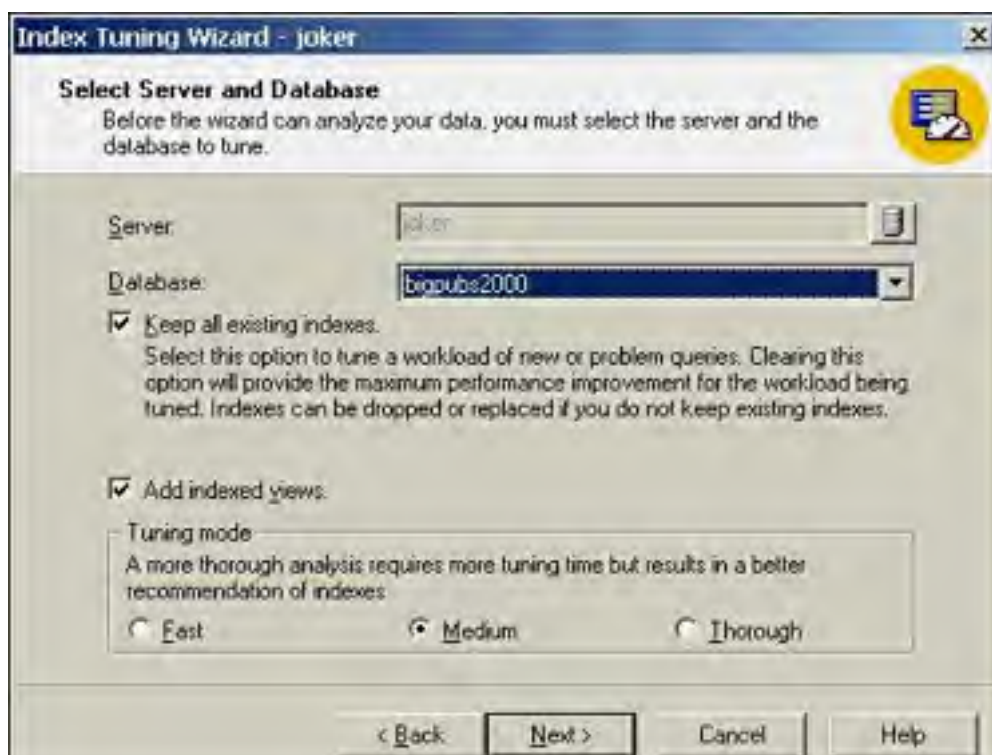 Index Tuning Wizard - joker
Select Server and Database
Before the wizard can analyze your data, you must select the server and the
database to tune.
Server:
joker
Database:
bigpubs2000
Keep all existing indexes.
Select this option to tune a workload of new or problem queries. Clearing this
option will provide the maximum performance improvement for the workload being
tuned. Indexes can be dropped or replaced if you do not keep existing indexes.
Add indexed views.
Tuning mode
A more thorough analysis requires more tuning time but results in a better
recommendation of indexes
Fast Medium Thorough
< Back Next > Cancel Help